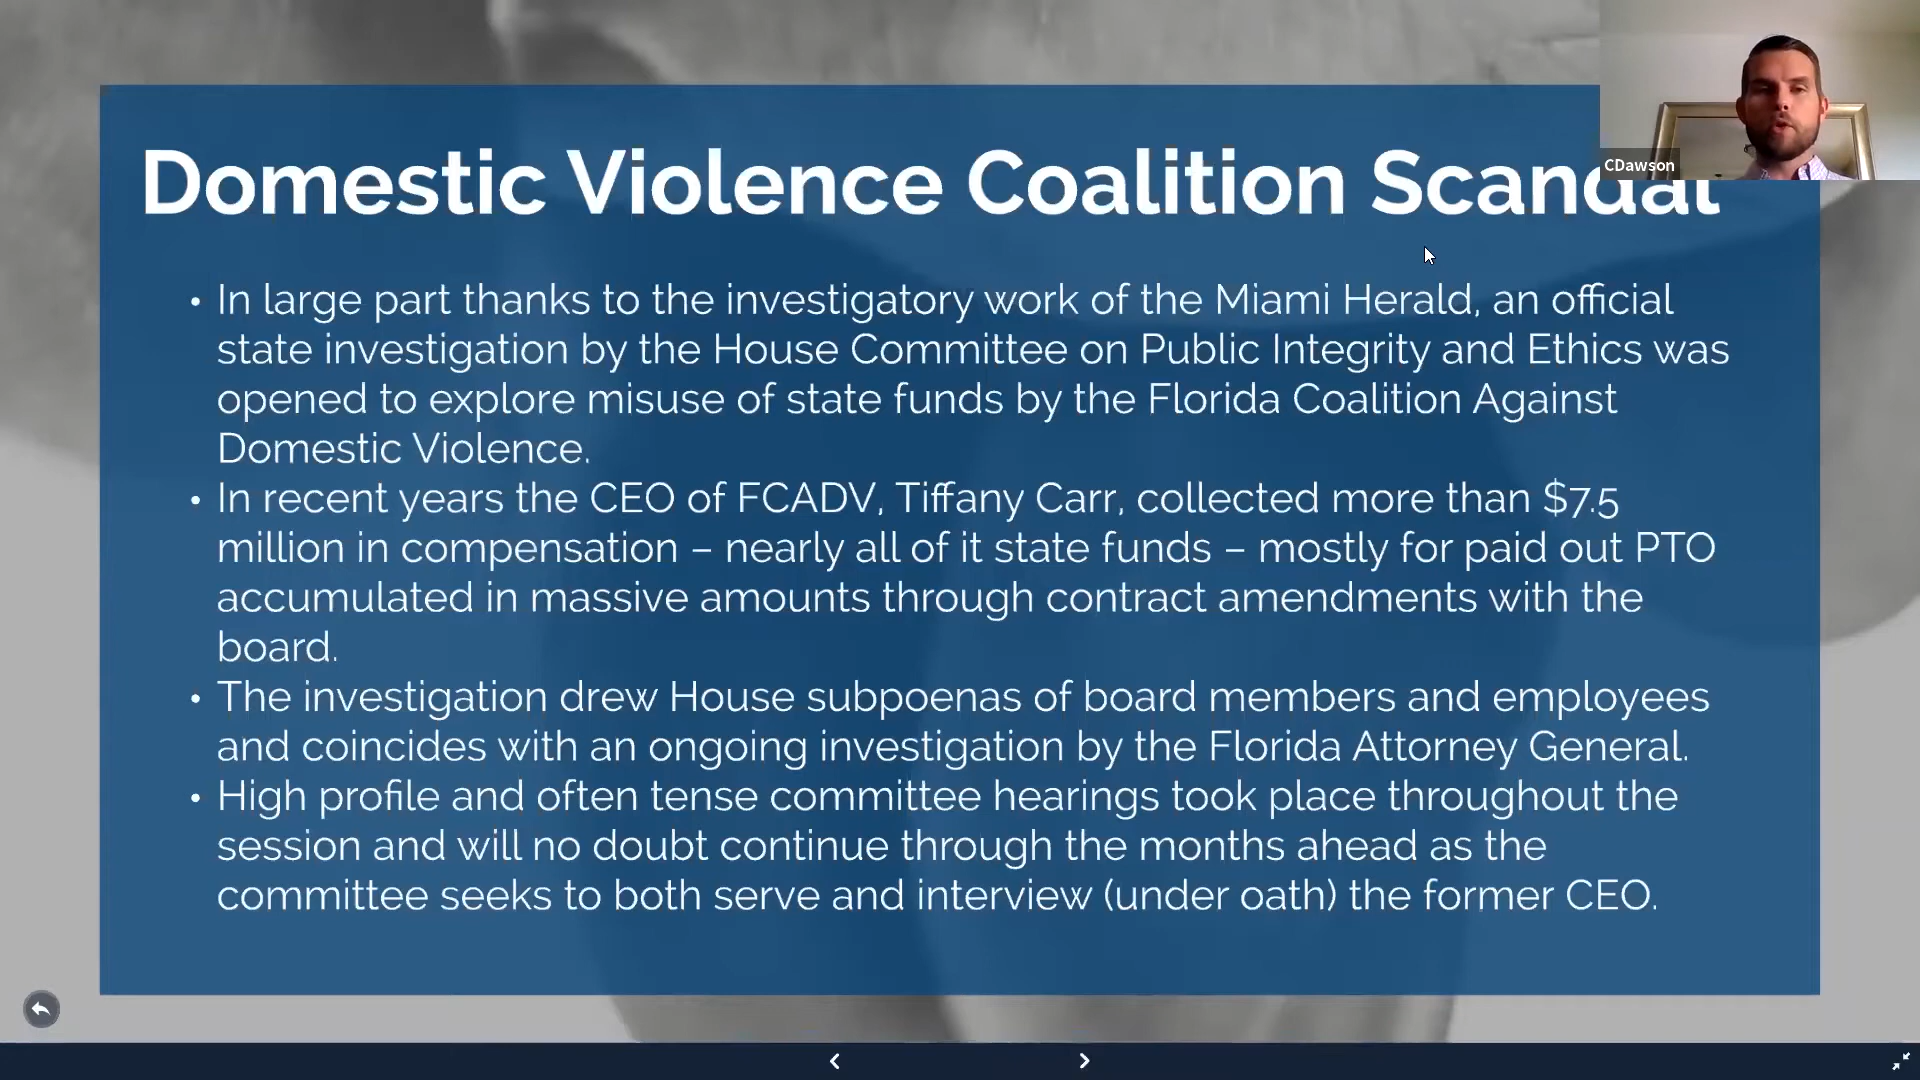 CDawson
Domestic Violence Coalition Scandal
• In large part thanks to the investigatory work of the Miami Herald, an official
state investigation by the House Committee on Public Integrity and Ethics was
opened to explore misuse of state funds by the Florida Coalition Against
Domestic Violence.
• In recent years the CEO of FCADV, Tiffany Carr, collected more than $7.5
million in compensation – nearly all of it state funds – mostly for paid out PTO
accumulated in massive amounts through contract amendments with the
board.
• The investigation drew House subpoenas of board members and employees
and coincides with an ongoing investigation by the Florida Attorney General.
• High profile and often tense committee hearings took place throughout the
session and will no doubt continue through the months ahead as the
committee seeks to both serve and interview (under oath) the former CEO.